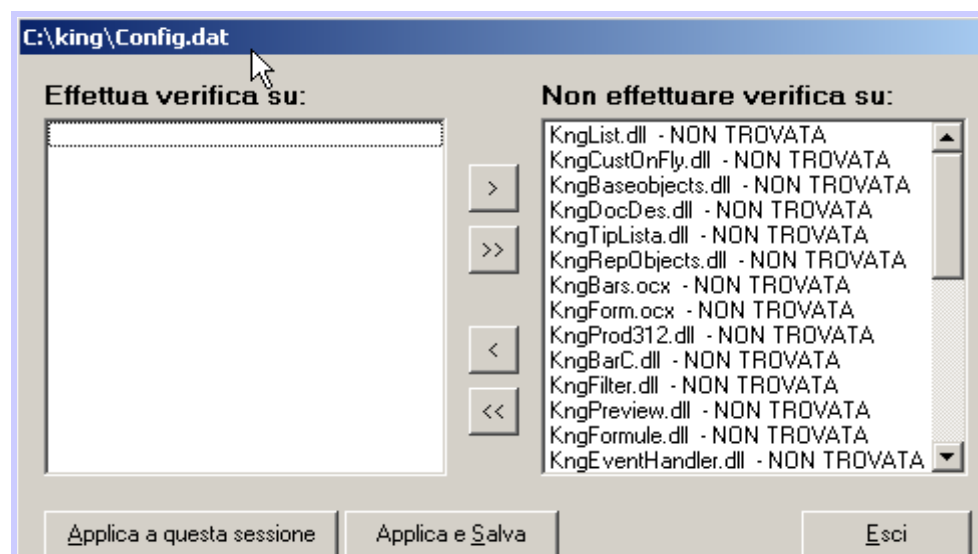 C:\king\Config.dat
Effettua verifica su:
Non effettuare verifica su:
KngList.dll - NON TROVATA
KngCustOnFly.dll - NON TROVATA
KngBaseobjects.dll - NON TROVATA
KngDocDes.dll - NON TROVATA
KngTipLista.dll - NON TROVATA
KngRepObjects.dll - NON TROVATA
KngBars.ocx - NON TROVATA
KngForm.ocx - NON TROVATA
KngProd312.dll - NON TROVATA
KngBarC.dll - NON TROVATA
KngFilter.dll - NON TROVATA
KngPreview.dll - NON TROVATA
KngFormule.dll - NON TROVATA
KngEventHandler.dll - NON TROVATA
>
>>
<
<<
Applica a questa sessione
Applica e Salva
Esci